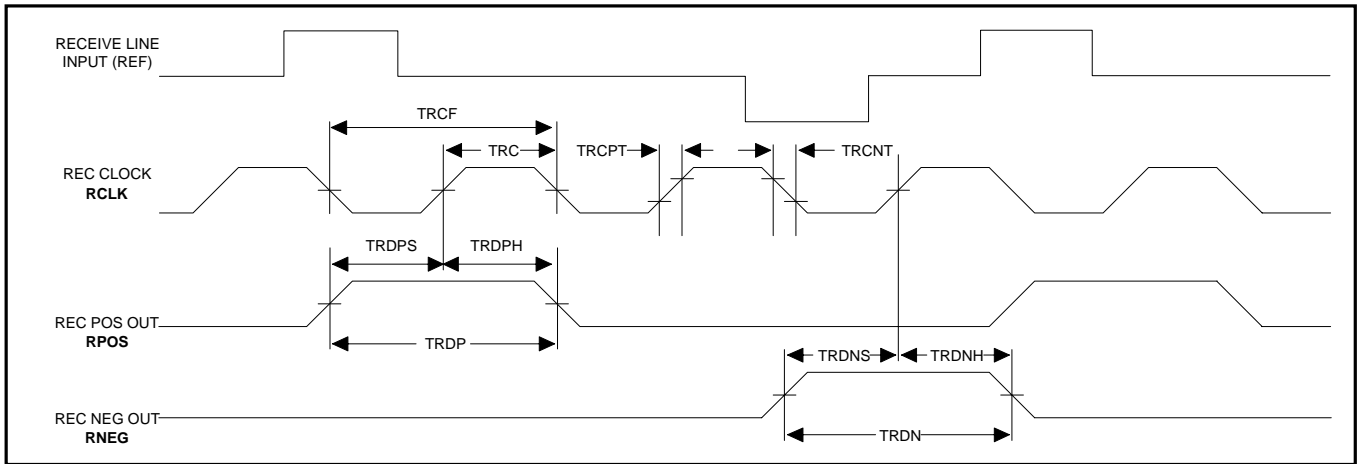 RECEIVE LINE
INPUT (REF)
TRCF
TRC
TRCPT
TRCNT
REC CLOCK
RCLK
TRDPS
TRDPH
REC POS OUT
RPOS
TRDP
TRDNS
TRDNH
REC NEG OUT
RNEG
TRDN